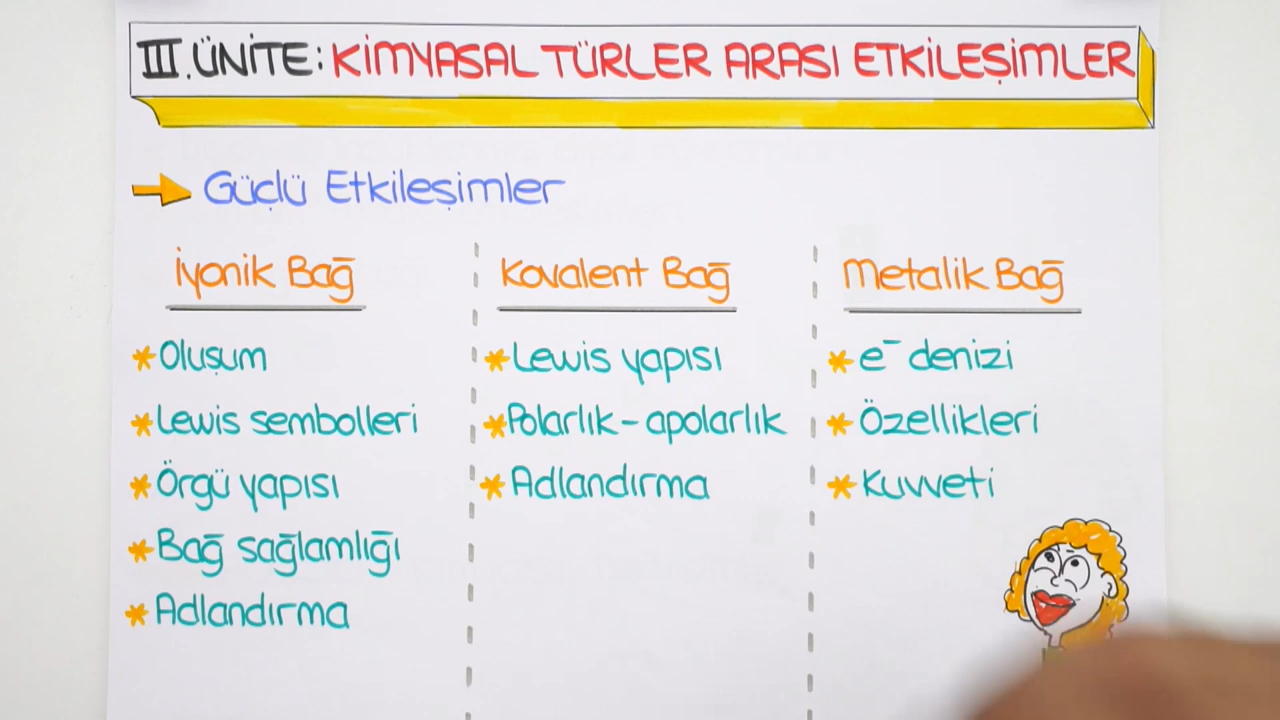 III. ÜNİTE: KİMYASAL TÜRLER ARASI ETKİLEŞİMLER
Güçlü Etkileşimler
İyonik Bağ
* Oluşum
* Lewis sembolleri
* Örgü yapısı
* Bağ sağlamlığı
* Adlandırma
Kovalent Bağ
* Lewis yapısı
* Polarlık - apolarlık
* Adlandırma
Metalik Bağ
* e⁻ denizi
* Özellikleri
* Kuvveti